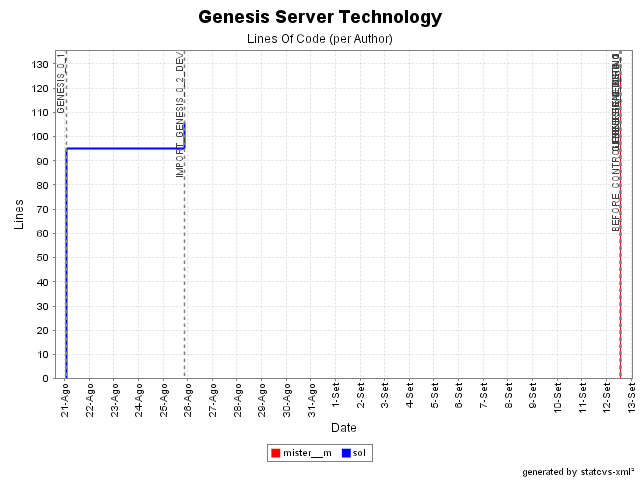 Genesis Server Technology
Lines Of Code (per Author)
GENESIS_0_1
IMPORT_GENESIS_0_2_DEV
Lines
130
120
110
100
90
80
70
60
50
40
30
20
10
0
21-Ago
22-Ago
23-Ago
24-Ago
25-Ago
26-Ago
27-Ago
28-Ago
29-Ago
30-Ago
31-Ago
1-Set
2-Set
3-Set
4-Set
5-Set
6-Set
7-Set
8-Set
9-Set
10-Set
11-Set
12-Set
13-Set
Date
mister__m
sol
generated by statcvs-xml²